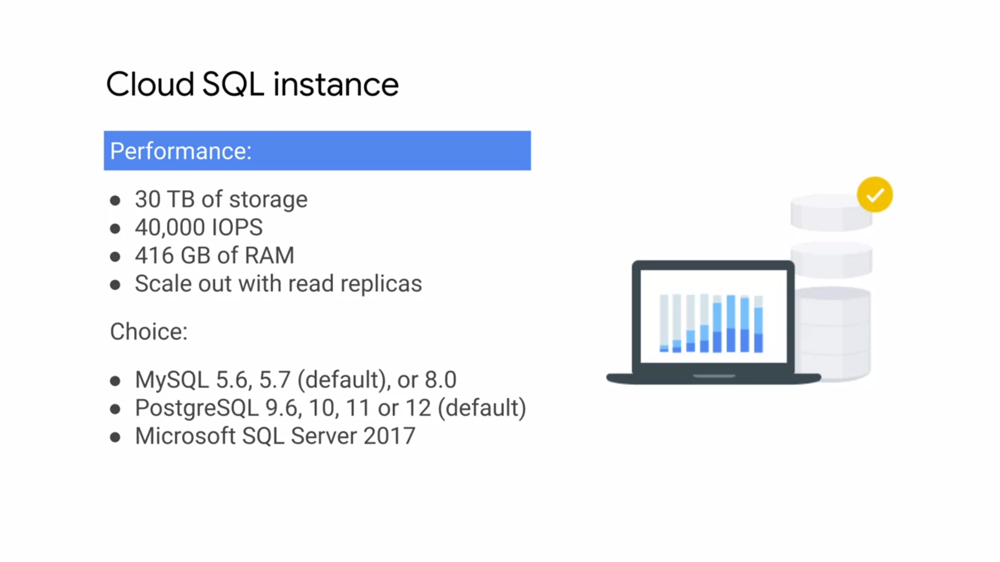 Cloud SQL instance
Performance:
● 30 TB of storage
● 40,000 IOPS
● 416 GB of RAM
● Scale out with read replicas
Choice:
● MySQL 5.6, 5.7 (default), or 8.0
● PostgreSQL 9.6, 10, 11 or 12 (default)
● Microsoft SQL Server 2017